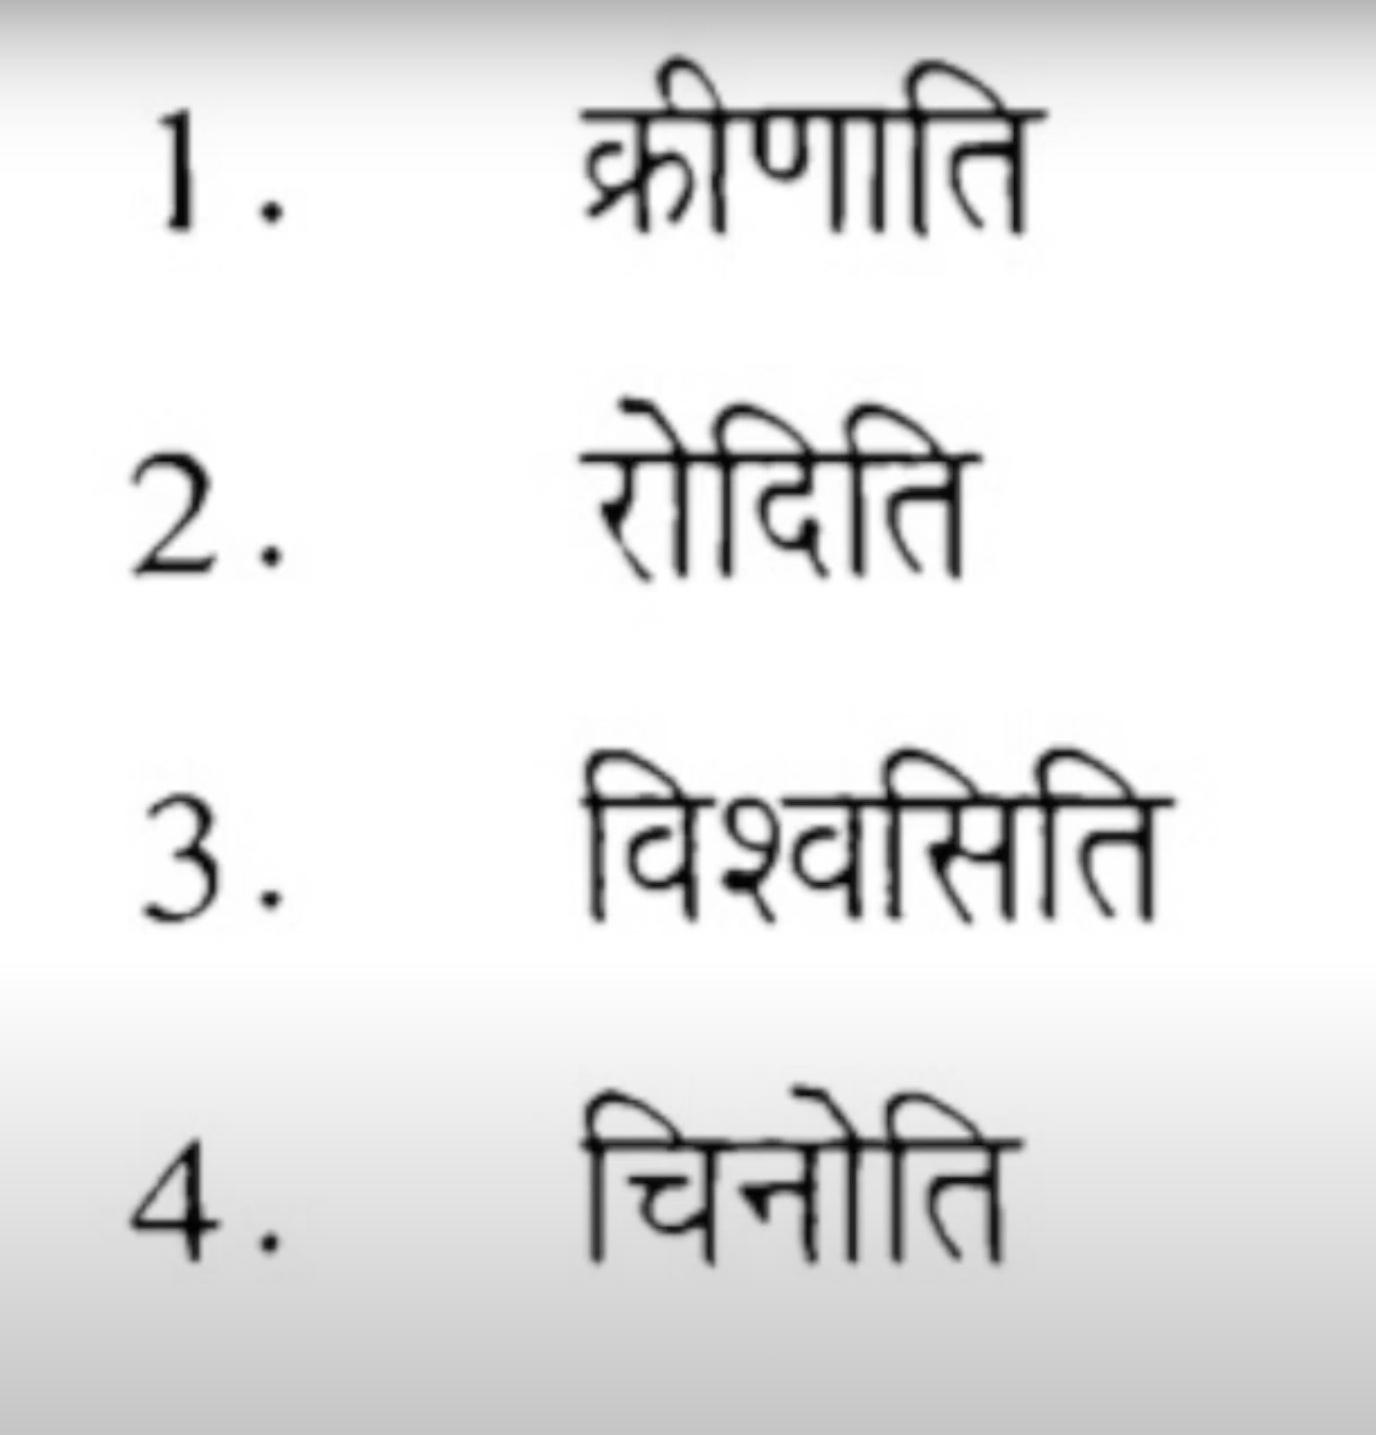 1. क्रीणाति
2. रोदिति
3. विश्वसिति
4. चिनोति